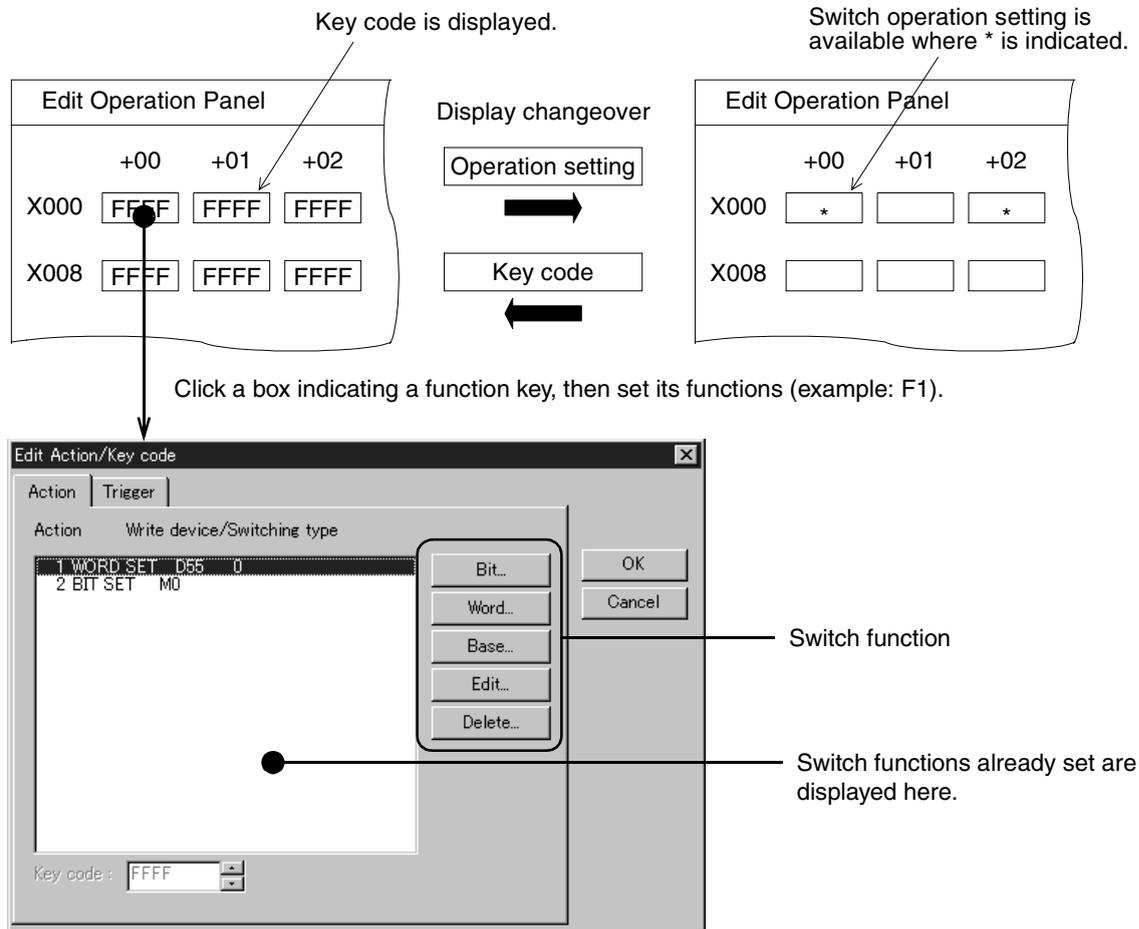 Key code is displayed.
Switch operation setting is
available where * is indicated.
Edit Operation Panel
+00 +01 +02
X000 FFFF FFFF FFFF
X008 FFFF FFFF FFFF
Display changeover
Operation setting
Key code
Edit Operation Panel
+00 +01 +02
X000 * *
X008
Click a box indicating a function key, then set its functions (example: F1).
Edit Action/Key code
Action Trigger
Action Write device/Switching type
1 WORD SET D55 0
2 BIT SET M0
Bit...
Word...
Base...
Edit...
Delete...
OK
Cancel
Switch function
Switch functions already set are
displayed here.
Key code : FFFF